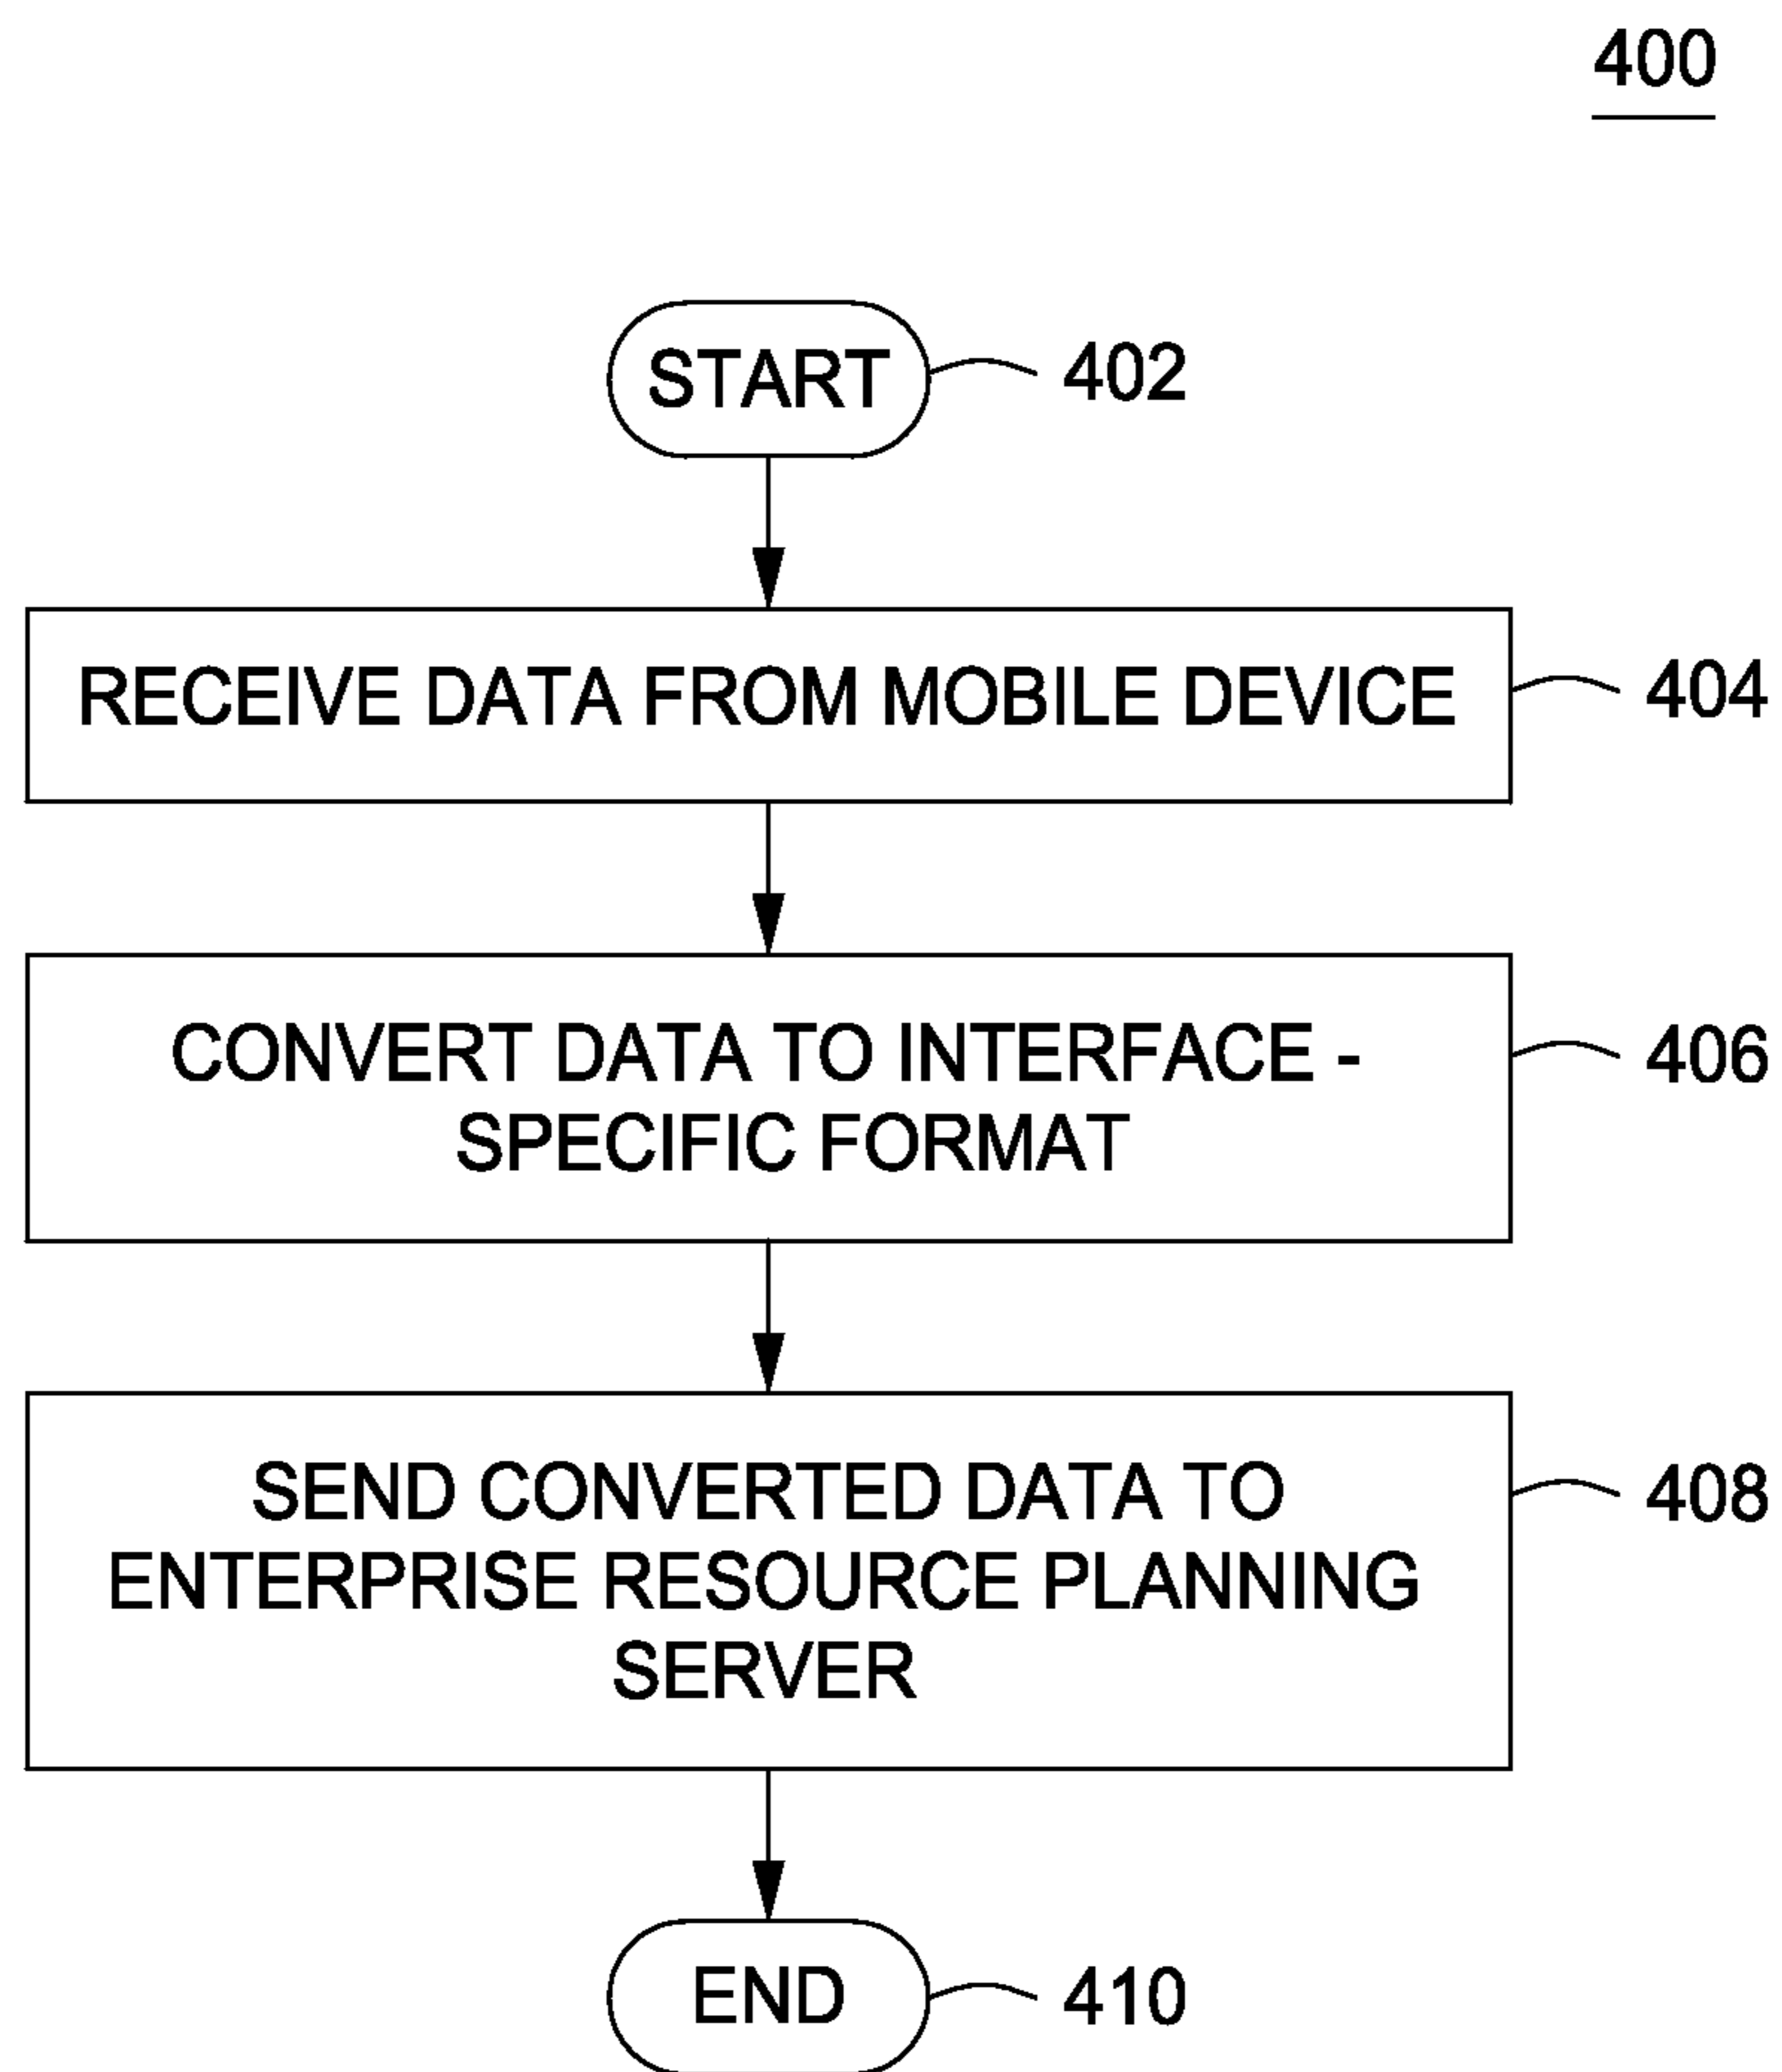 400
START
402
RECEIVE DATA FROM MOBILE DEVICE
404
CONVERT DATA TO INTERFACE -
SPECIFIC FORMAT
406
SEND CONVERTED DATA TO
ENTERPRISE RESOURCE PLANNING
SERVER
408
END
410